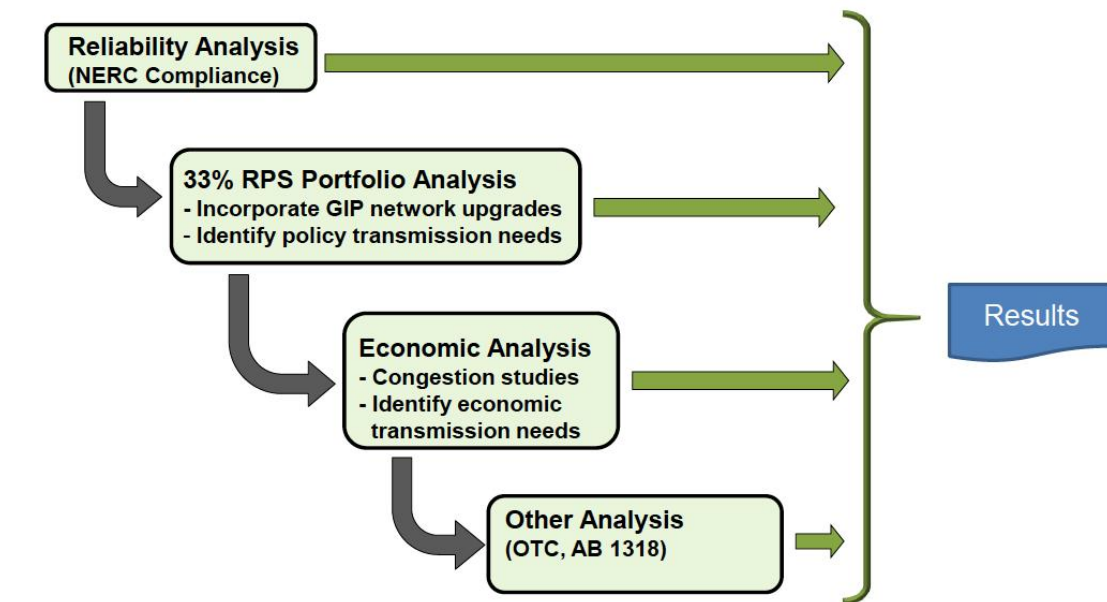 Reliability Analysis
(NERC Compliance)
33% RPS Portfolio Analysis
- Incorporate GIP network upgrades
- Identify policy transmission needs
Economic Analysis
- Congestion studies
- Identify economic
transmission needs
Other Analysis
(OTC, AB 1318)
Results